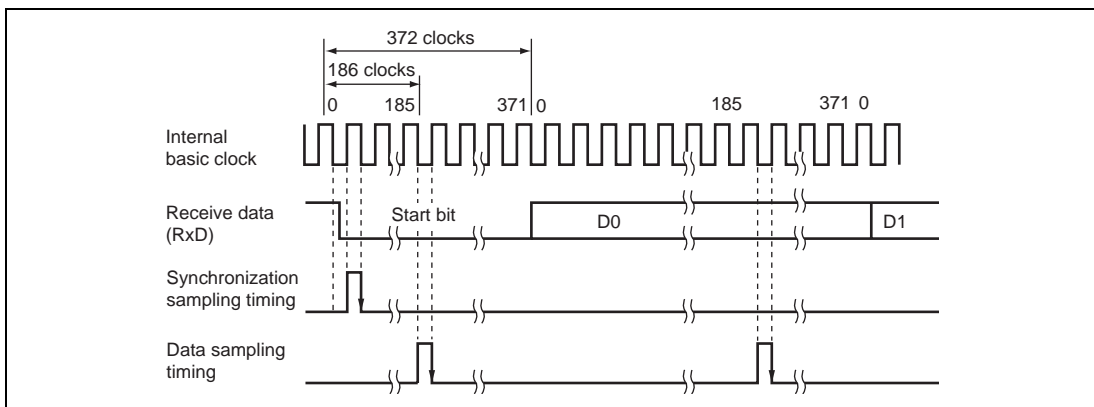 372 clocks
186 clocks
0 185 371 0 185 371 0
Internal
basic clock
Receive data
(RxD)
Start bit D0 D1
Synchronization
sampling timing
Data sampling
timing